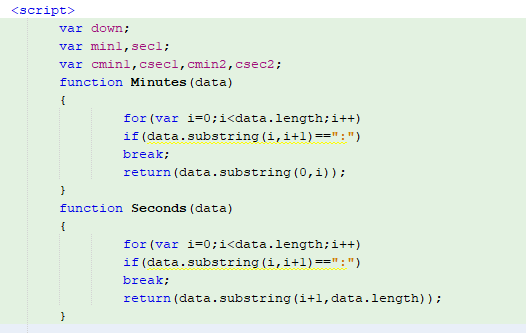 <script>
var down;
var min1,sec1;
var cmin1,csec1,cmin2,csec2;
function Minutes(data)
{
for(var i=0;i<data.length;i++)
if(data.substring(i,i+1)==":")
break;
return(data.substring(0,i));
}
function Seconds(data)
{
for(var i=0;i<data.length;i++)
if(data.substring(i,i+1)==":")
break;
return(data.substring(i+1,data.length));
}